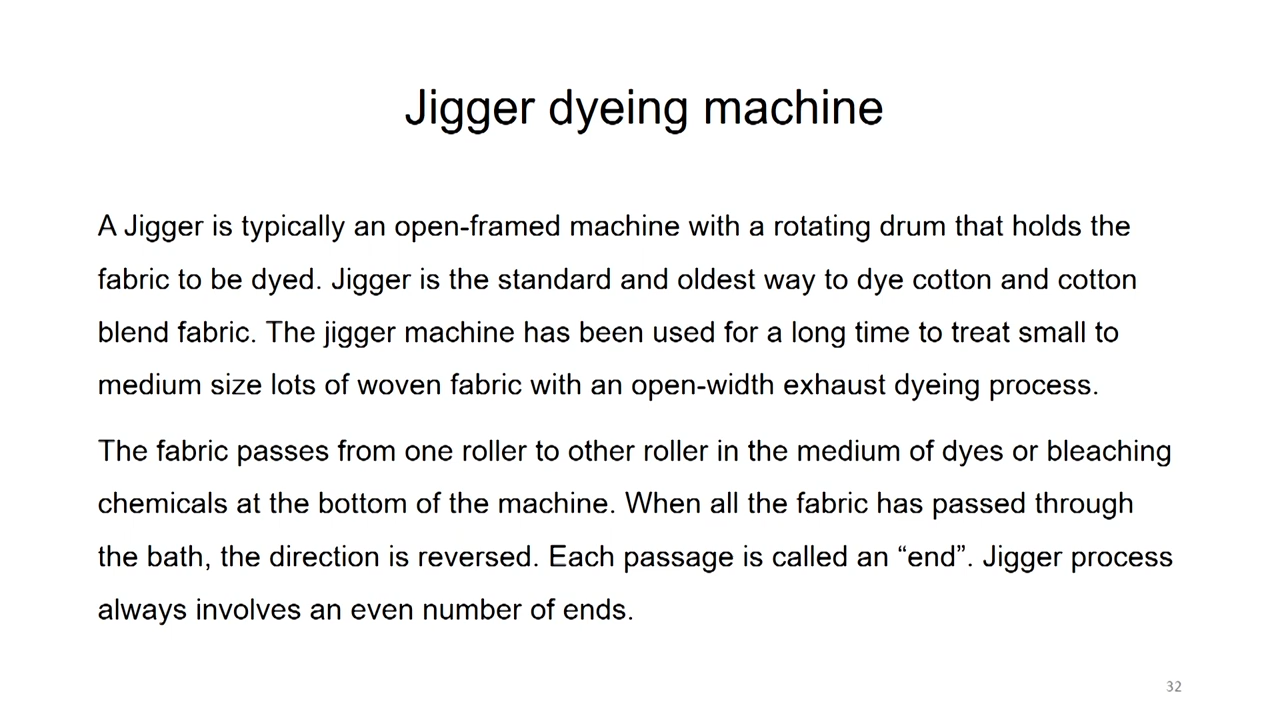 Jigger dyeing machine
A Jigger is typically an open-framed machine with a rotating drum that holds the
fabric to be dyed. Jigger is the standard and oldest way to dye cotton and cotton
blend fabric. The jigger machine has been used for a long time to treat small to
medium size lots of woven fabric with an open-width exhaust dyeing process.
The fabric passes from one roller to other roller in the medium of dyes or bleaching
chemicals at the bottom of the machine. When all the fabric has passed through
the bath, the direction is reversed. Each passage is called an “end”. Jigger process
always involves an even number of ends.
32